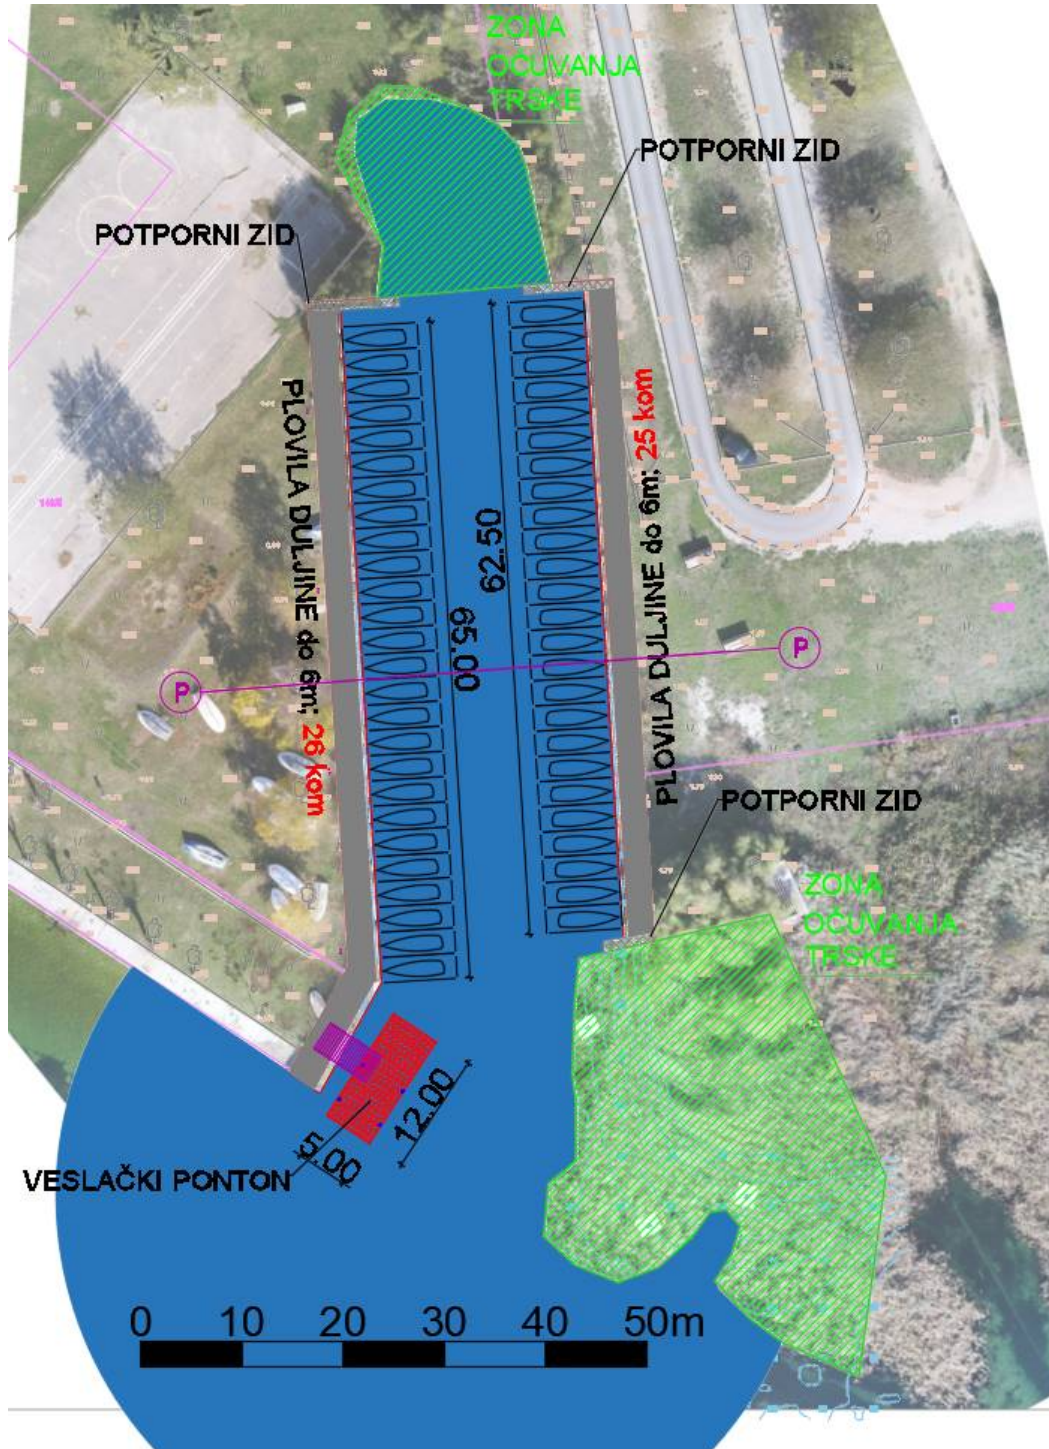 ZONA
OČUVANJA
TRSKE
POTPORNI ZID
POTPORNI ZID
PLOVILA DULJINE do 6m; 26 kom
PLOVILA DULJINE do 6m; 25 kom
62.50
65.00
P
P
POTPORNI ZID
ZONA
OČUVANJA
TRSKE
12.00
5.00
VESLAČKI PONTON
0 10 20 30 40 50m